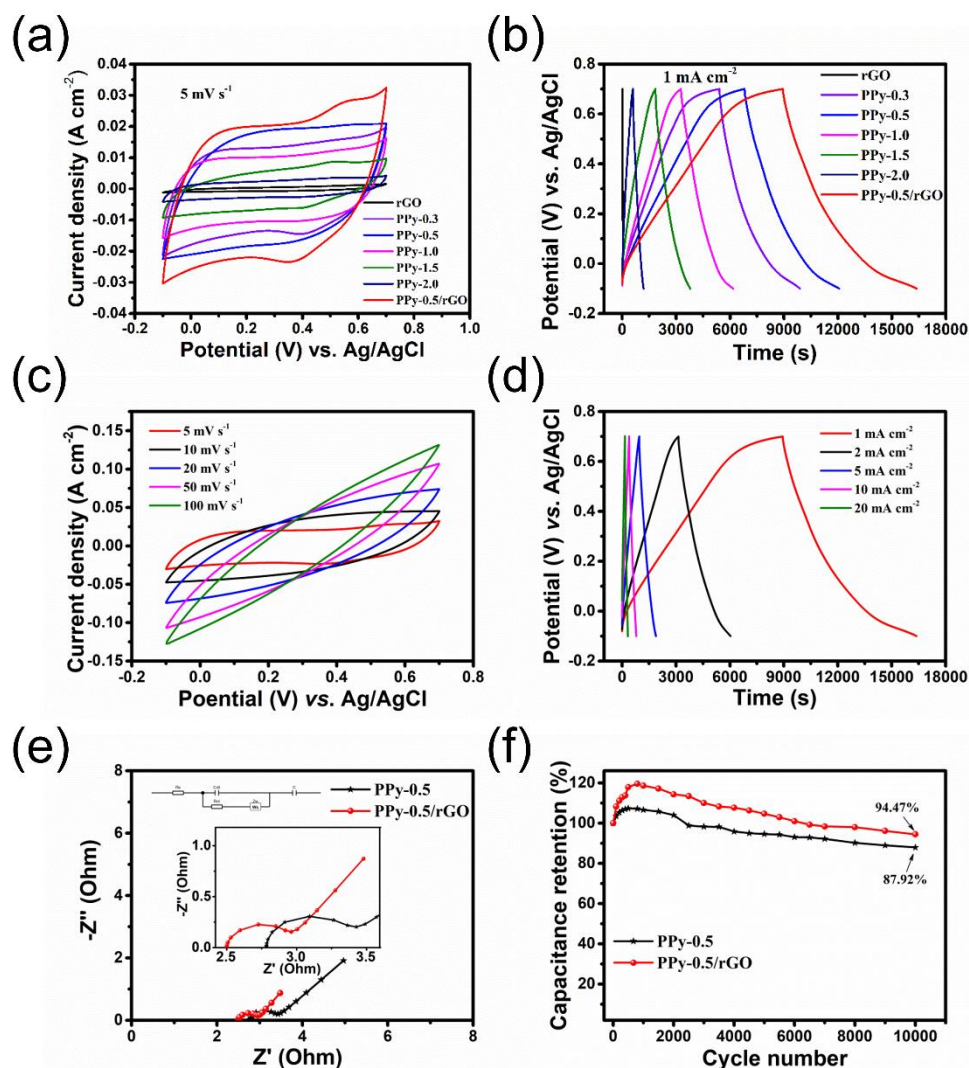 (a)
5 mV s⁻¹
rGO
PPy-0.3
PPy-0.5
PPy-1.0
PPy-1.5
PPy-2.0
PPy-0.5/rGO
0.04
0.03
0.02
0.01
0.00
-0.01
-0.02
-0.03
-0.04
-0.2 0.0 0.2 0.4 0.6 0.8 1.0
Current density (A cm⁻²)
Potential (V) vs. Ag/AgCl
(b)
1 mA cm⁻²
rGO
PPy-0.3
PPy-0.5
PPy-1.0
PPy-1.5
PPy-2.0
PPy-0.5/rGO
0.8
0.6
0.4
0.2
0.0
-0.2
0 3000 6000 9000 12000 15000 18000
Potential (V) vs. Ag/AgCl
Time (s)
(c)
5 mV s⁻¹
10 mV s⁻¹
20 mV s⁻¹
50 mV s⁻¹
100 mV s⁻¹
0.15
0.10
0.05
0.00
-0.05
-0.10
-0.15
-0.2 0.0 0.2 0.4 0.6 0.8
Current density (A cm⁻²)
Poential (V) vs. Ag/AgCl
(d)
1 mA cm⁻²
2 mA cm⁻²
5 mA cm⁻²
10 mA cm⁻²
20 mA cm⁻²
0.8
0.6
0.4
0.2
0.0
-0.2
0 3000 6000 9000 12000 15000 18000
Potential (V) vs. Ag/AgCl
Time (s)
(e)
PPy-0.5
PPy-0.5/rGO
8
6
4
2
0
0 2 4 6 8
-Z'' (Ohm)
Z' (Ohm)
1.0
0.5
0.0
2.5 3.0 3.5
-Z'' (Ohm)
Z' (Ohm)
(f)
94.47%
87.92%
PPy-0.5
PPy-0.5/rGO
120
100
80
60
40
20
0
0 2000 4000 6000 8000 10000
Capacitance retention (%)
Cycle number